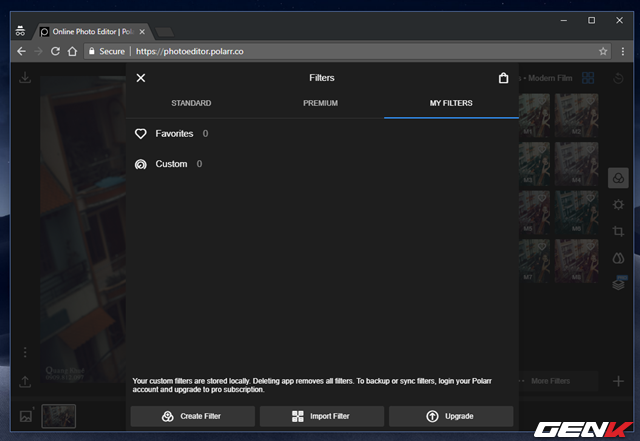 Online Photo Editor | Pol
Secure
https://photoeditor.polarr.co
Filters
• Modern Film
STANDARD
PREMIUM
MY FILTERS
Favorites 0
Custom 0
M1
M2
M3
M5
M6
M7
M8
More Filters
Your custom filters are stored locally. Deleting app removes all filters. To backup or sync filters, login your Polarr
account and upgrade to pro subscription.
Create Filter
Import Filter
Upgrade
GENK